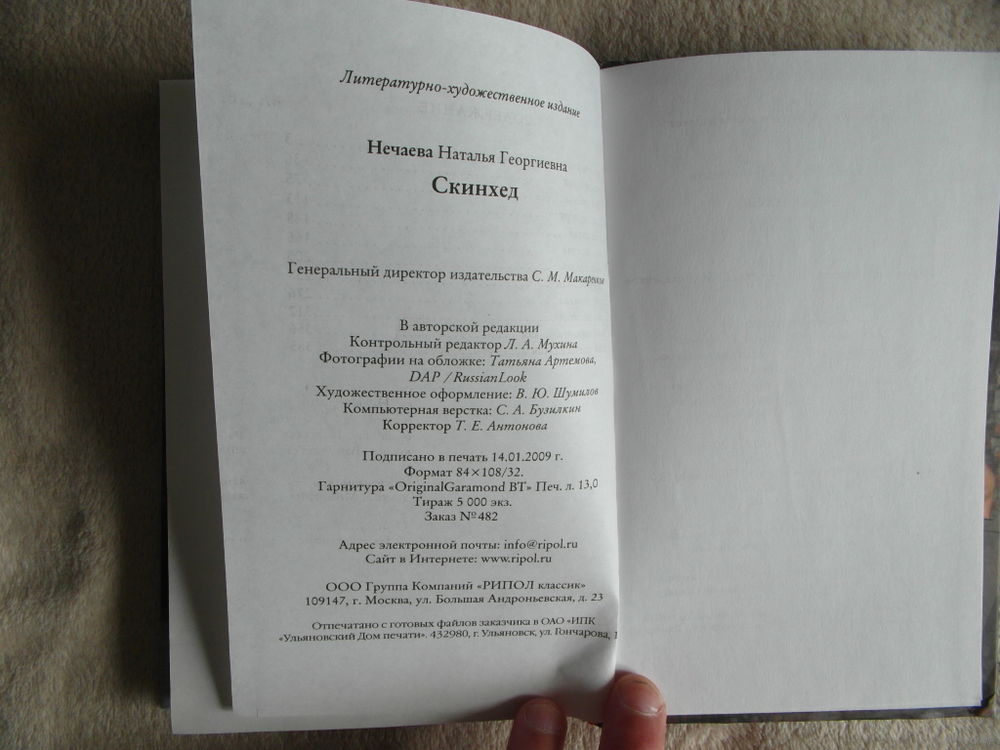 Литературно-художественное издание
Нечаева Наталья Георгиевна
Скинхед
Генеральный директор издательства С. М. Макаренков
В авторской редакции
Контрольный редактор Л. А. Мухина
Фотографии на обложке: Татьяна Артемова,
DAP / RussianLook
Художественное оформление: В. Ю. Шумилов
Компьютерная верстка: С. А. Бузилкин
Корректор Т. Е. Антонова
Подписано в печать 14.01.2009 г.
Формат 84×108/32.
Гарнитура «OriginalGaramond BT» Печ. л. 13,0
Тираж 5 000 экз.
Заказ № 482
Адрес электронной почты: info@ripol.ru
Сайт в Интернете: www.ripol.ru
ООО Группа Компаний «РИПОЛ классик»
109147, г. Москва, ул. Большая Андроньевская, д. 23
Отпечатано с готовых файлов заказчика в ОАО «ИПК
«Ульяновский Дом печати». 432980, г. Ульяновск, ул. Гончарова,